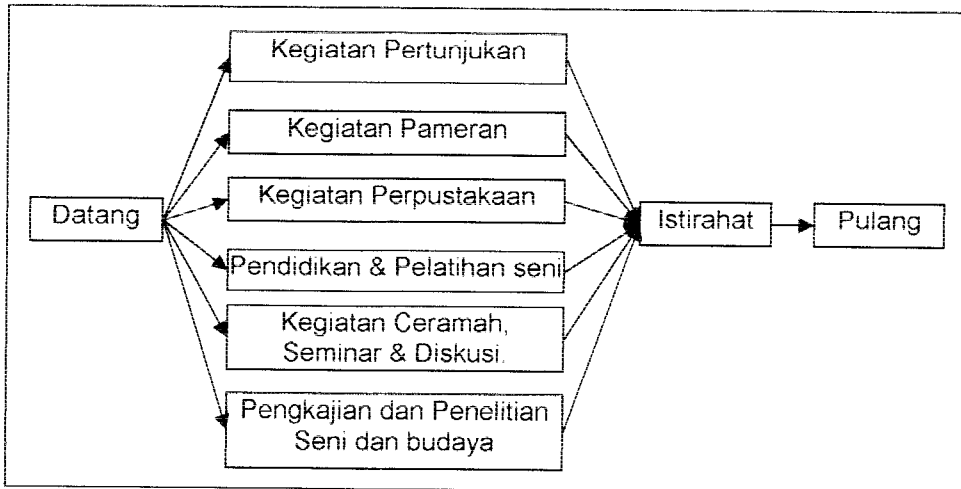 Datang
Kegiatan Pertunjukan
Kegiatan Pameran
Kegiatan Perpustakaan
Pendidikan & Pelatihan seni
Kegiatan Ceramah,
Seminar & Diskusi.
Pengkajian dan Penelitian
Seni dan budaya
Istirahat
Pulang